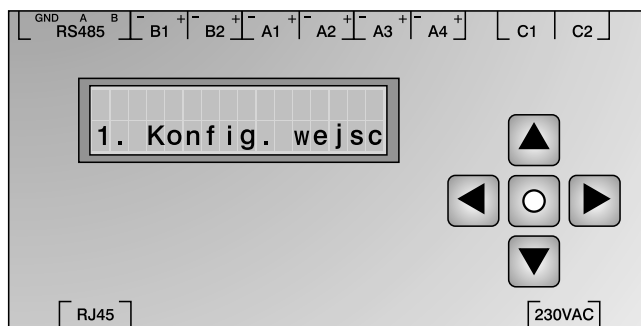 GND A B - + - + - + - + - + - +
RS485 B1 B2 A1 A2 A3 A4 C1 C2
1. Konfig. wejsc
RJ45 230VAC